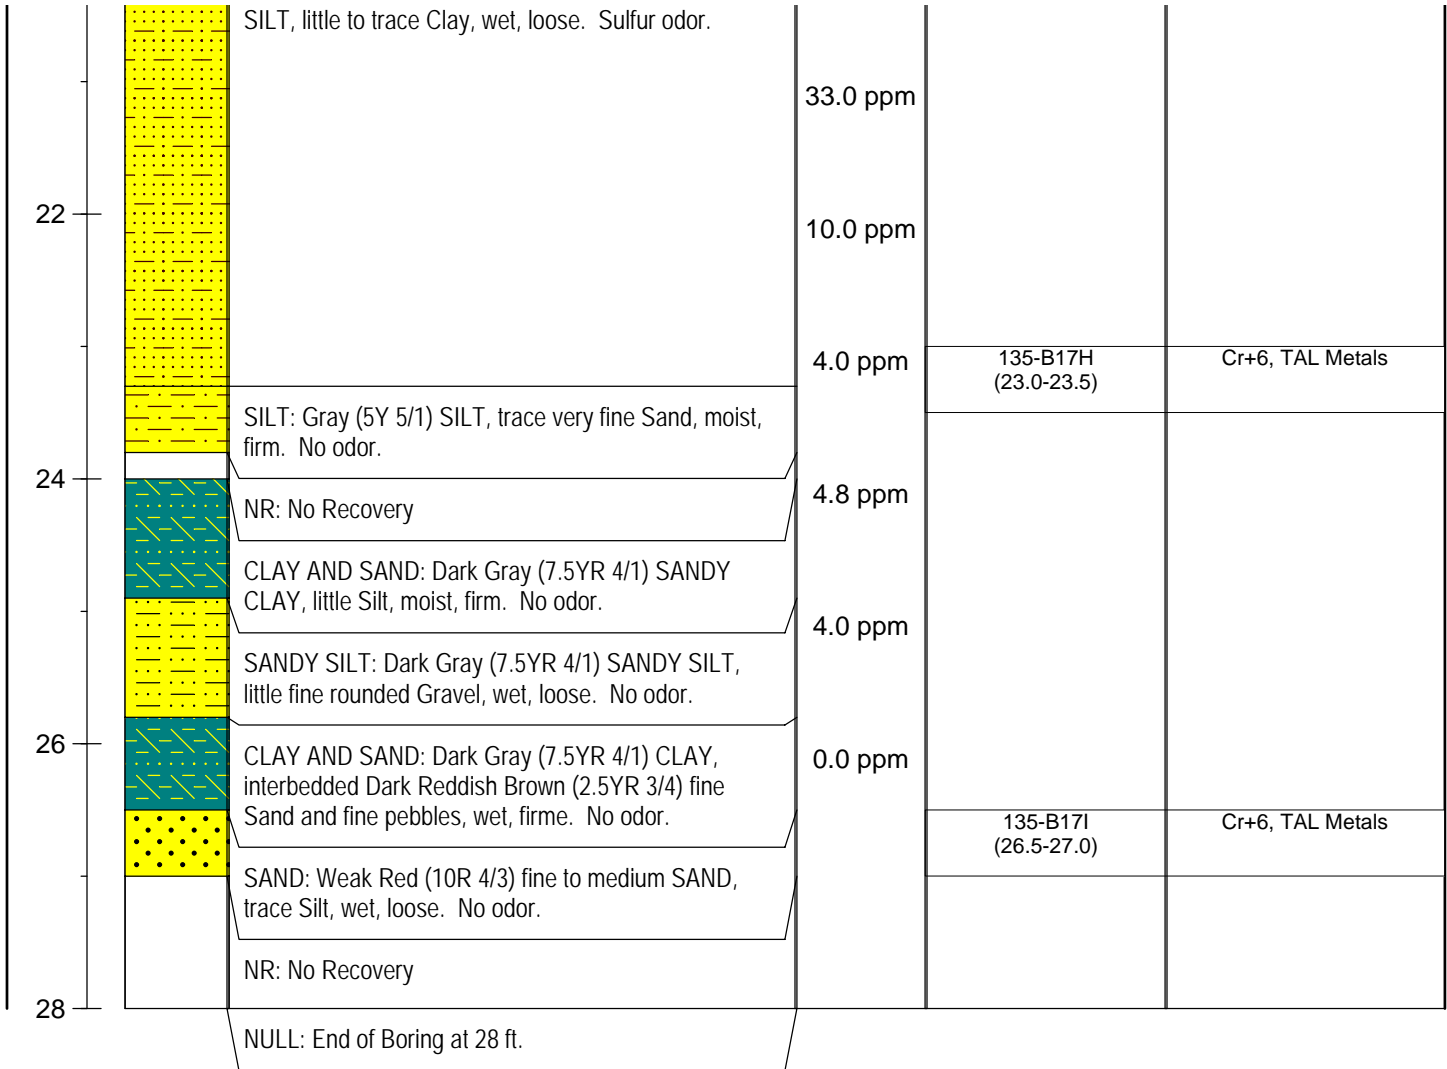 SILT, little to trace Clay, wet, loose.  Sulfur odor.
33.0 ppm
22
10.0 ppm
4.0 ppm
135-B17H
(23.0-23.5)
Cr+6, TAL Metals
SILT: Gray (5Y 5/1) SILT, trace very fine Sand, moist,
firm.  No odor.
24
4.8 ppm
NR: No Recovery
CLAY AND SAND: Dark Gray (7.5YR 4/1) SANDY
CLAY, little Silt, moist, firm.  No odor.
4.0 ppm
SANDY SILT: Dark Gray (7.5YR 4/1) SANDY SILT,
little fine rounded Gravel, wet, loose.  No odor.
26
0.0 ppm
CLAY AND SAND: Dark Gray (7.5YR 4/1) CLAY,
interbedded Dark Reddish Brown (2.5YR 3/4) fine
Sand and fine pebbles, wet, firme.  No odor.
135-B17I
(26.5-27.0)
Cr+6, TAL Metals
SAND: Weak Red (10R 4/3) fine to medium SAND,
trace Silt, wet, loose.  No odor.
NR: No Recovery
28
NULL: End of Boring at 28 ft.